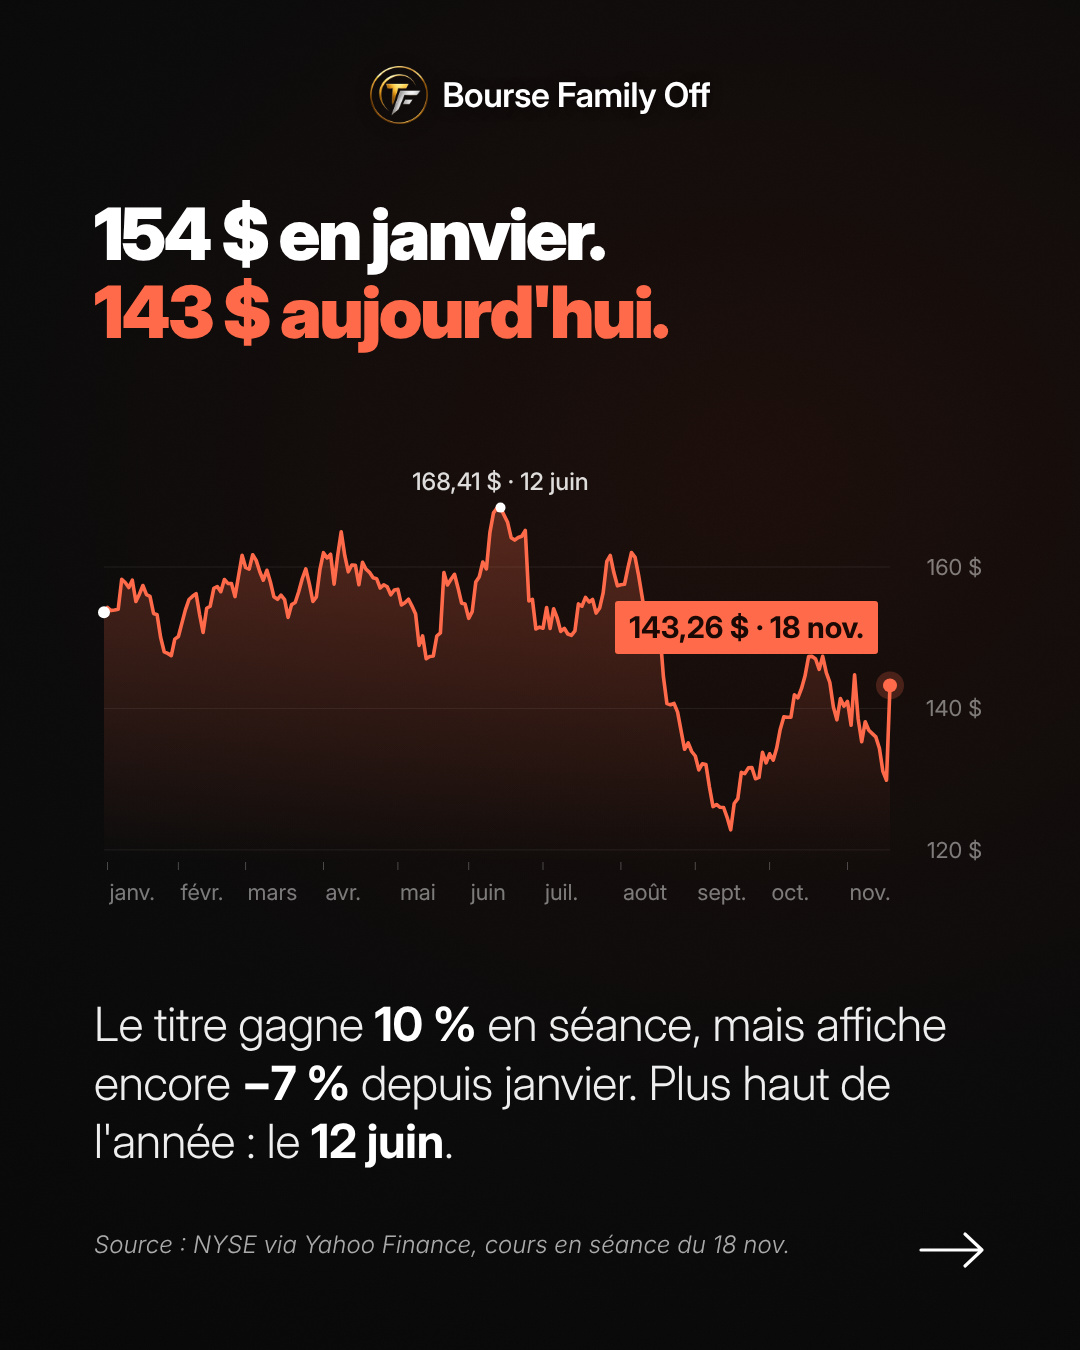 TF Bourse Family Off
154 $ en janvier.
143 $ aujourd'hui.
168,41 $ · 12 juin
160 $
143,26 $ · 18 nov.
140 $
120 $
janv. févr. mars avr. mai juin juil. août sept. oct. nov.
Le titre gagne 10 % en séance, mais affiche
encore –7 % depuis janvier. Plus haut de
l'année : le 12 juin.
Source : NYSE via Yahoo Finance, cours en séance du 18 nov.